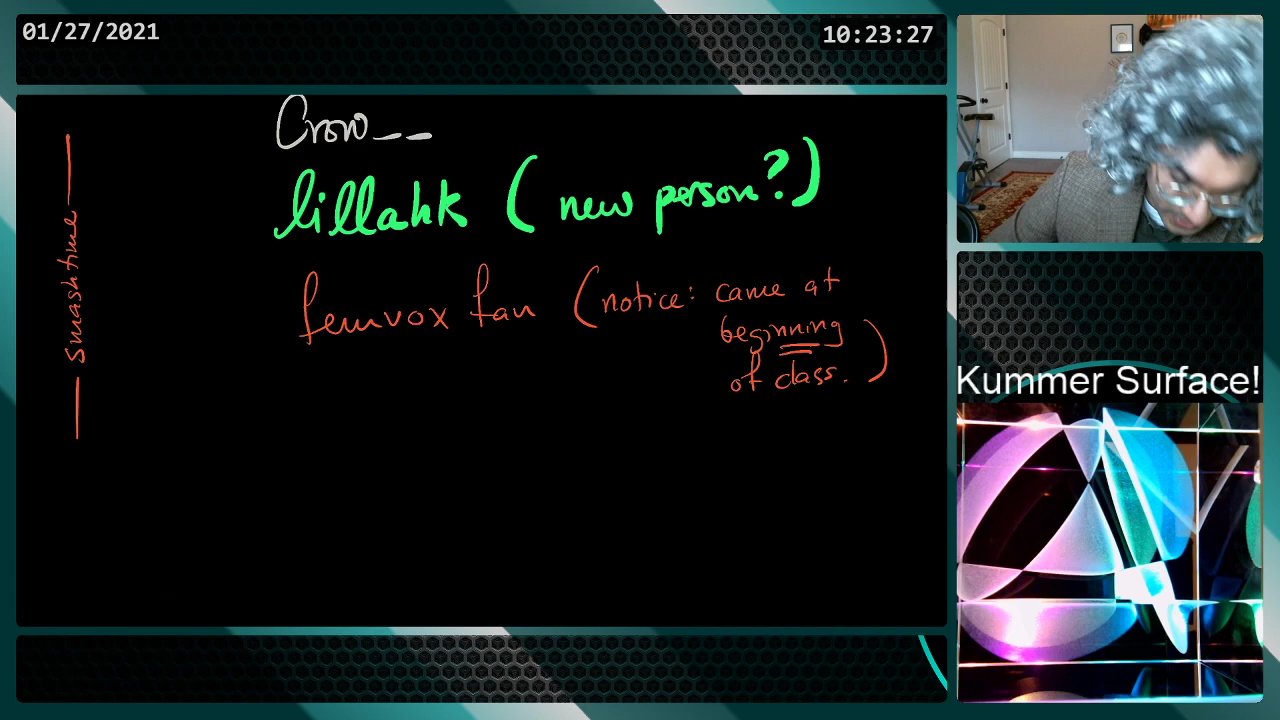 01/27/2021
10:23:27
Crow__
lillahk (new person?)
femvox fan (notice: came at
beginning
of class.)
Smashtime
Kummer Surface!